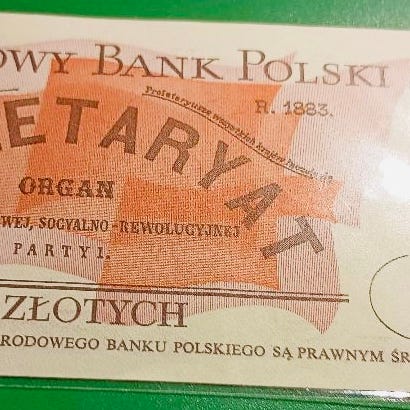 OWY BANK POLSKI
Proletaryusze wszystkich krajów łączcie się
R. 1883.
ETARYAT
ORGAN
WEJ, SOCYALNO-REWOLUCYJNEJ
PARTYI.
ZŁOTYCH
RODOWEGO BANKU POLSKIEGO SĄ PRAWNYM ŚR